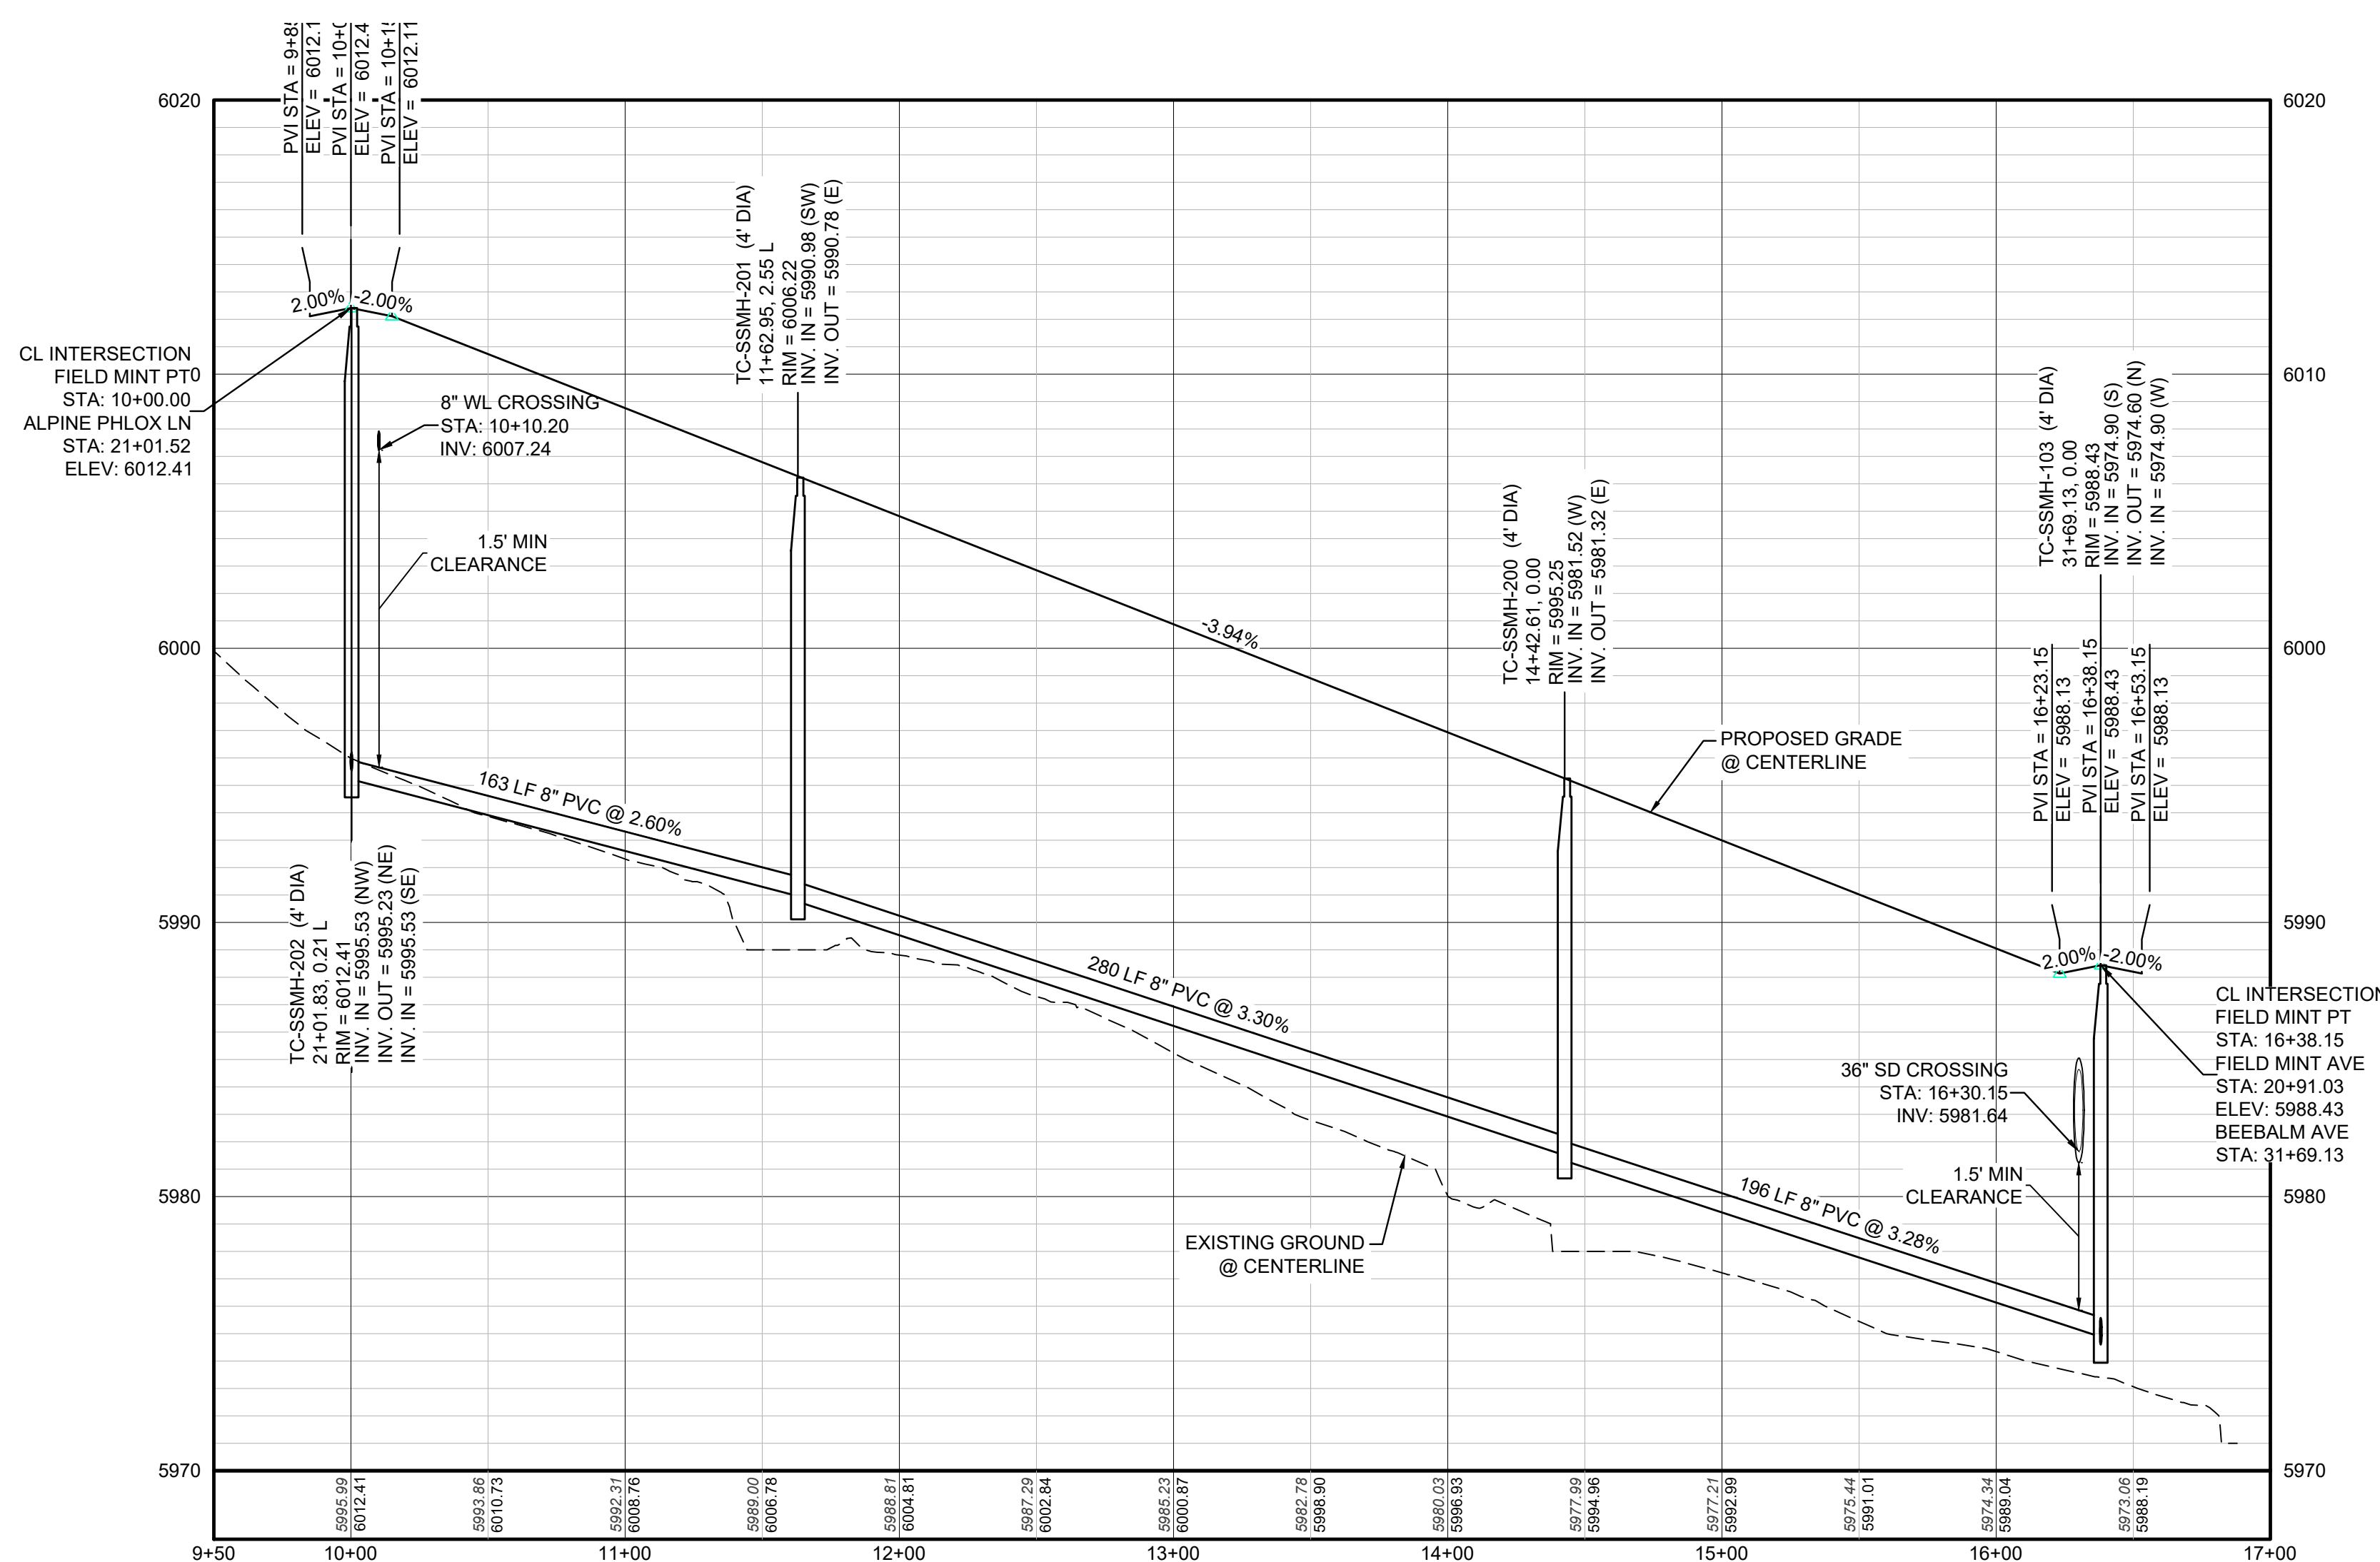 PVI STA = 9+8
ELEV = 6012.1
PVI STA = 10+
ELEV = 6012.4
PVI STA = 10+1
ELEV = 6012.11
6020
6020
2.00%
-2.00%
CL INTERSECTION
FIELD MINT PT
STA: 10+00.00
ALPINE PHLOX LN
STA: 21+01.52
ELEV: 6012.41
0
6010
8" WL CROSSING
STA: 10+10.20
INV: 6007.24
1.5' MIN
CLEARANCE
TC-SSMH-201 (4' DIA)
11+62.95, 2.55 L
RIM = 6006.22
INV. IN = 5990.98 (SW)
INV. OUT = 5990.78 (E)
-3.94%
TC-SSMH-200 (4' DIA)
14+42.61, 0.00
RIM = 5995.25
INV. IN = 5981.52 (W)
INV. OUT = 5981.32 (E)
TC-SSMH-103 (4' DIA)
31+69.13, 0.00
RIM = 5988.43
INV. IN = 5974.90 (S)
INV. OUT = 5974.60 (N)
INV. IN = 5974.90 (W)
6000
6000
PVI STA = 16+23.15
ELEV = 5988.13
PVI STA = 16+38.15
ELEV = 5988.43
PVI STA = 16+53.15
ELEV = 5988.13
PROPOSED GRADE
@ CENTERLINE
163 LF 8" PVC @ 2.60%
TC-SSMH-202 (4' DIA)
21+01.83, 0.21 L
RIM = 6012.41
INV. IN = 5995.53 (NW)
INV. OUT = 5995.23 (NE)
INV. IN = 5995.53 (SE)
5990
5990
280 LF 8" PVC @ 3.30%
2.00%
-2.00%
CL INTERSECTION
FIELD MINT PT
STA: 16+38.15
FIELD MINT AVE
STA: 20+91.03
ELEV: 5988.43
BEEBALM AVE
STA: 31+69.13
36" SD CROSSING
STA: 16+30.15
INV: 5981.64
1.5' MIN
CLEARANCE
5980
5980
196 LF 8" PVC @ 3.28%
EXISTING GROUND
@ CENTERLINE
5970
5970
5995.99
6012.41
5993.86
6010.73
5992.31
6008.76
5989.00
6006.78
5988.81
6004.81
5987.29
6002.84
5985.23
6000.87
5982.78
5998.90
5980.03
5996.93
5977.99
5994.96
5977.21
5992.99
5975.44
5991.01
5974.34
5989.04
5973.06
5988.19
9+50
10+00
11+00
12+00
13+00
14+00
15+00
16+00
17+00